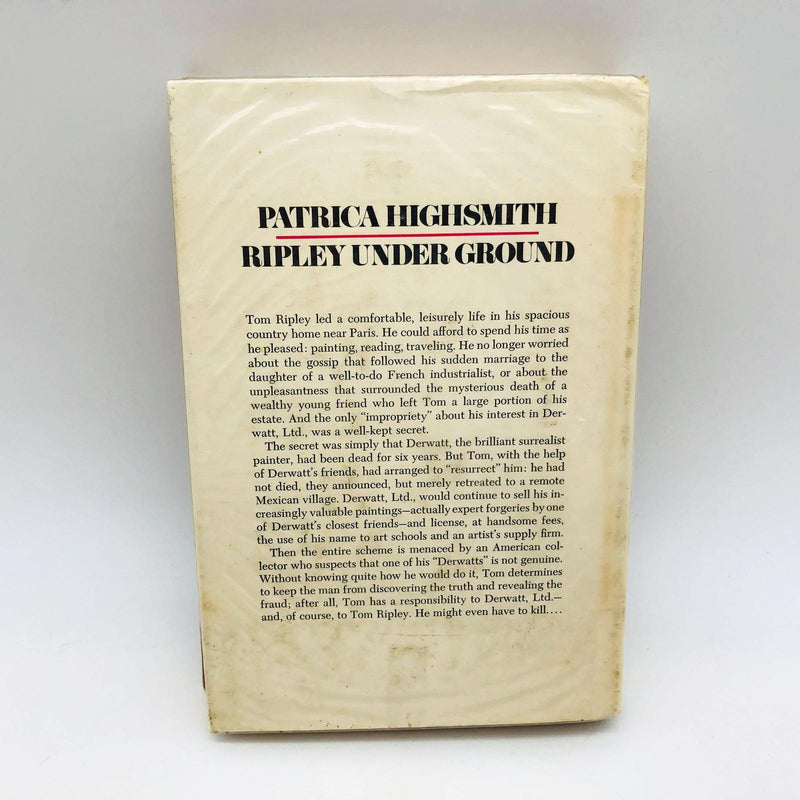 PATRICA HIGHSMITH
RIPLEY UNDER GROUND
Tom Ripley led a comfortable, leisurely life in his spacious
country home near Paris. He could afford to spend his time as
he pleased: painting, reading, traveling. He no longer worried
about the gossip that followed his sudden marriage to the
daughter of a well-to-do French industrialist, or about the
unpleasantness that surrounded the mysterious death of a
wealthy young friend who left Tom a large portion of his
estate. And the only "impropriety" about his interest in Der-
watt, Ltd., was a well-kept secret.
The secret was simply that Derwatt, the brilliant surrealist
painter, had been dead for six years. But Tom, with the help
of Derwatt's friends, had arranged to "resurrect" him: he had
not died, they announced, but merely retreated to a remote
Mexican village. Derwatt, Ltd., would continue to sell his in-
creasingly valuable paintings—actually expert forgeries by one
of Derwatt's closest friends—and license, at handsome fees,
the use of his name to art schools and an artist's supply firm.
Then the entire scheme is menaced by an American col-
lector who suspects that one of his "Derwatts" is not genuine.
Without knowing quite how he would do it, Tom determines
to keep the man from discovering the truth and revealing the
fraud; after all, Tom has a responsibility to Derwatt, Ltd.—
and, of course, to Tom Ripley. He might even have to kill....